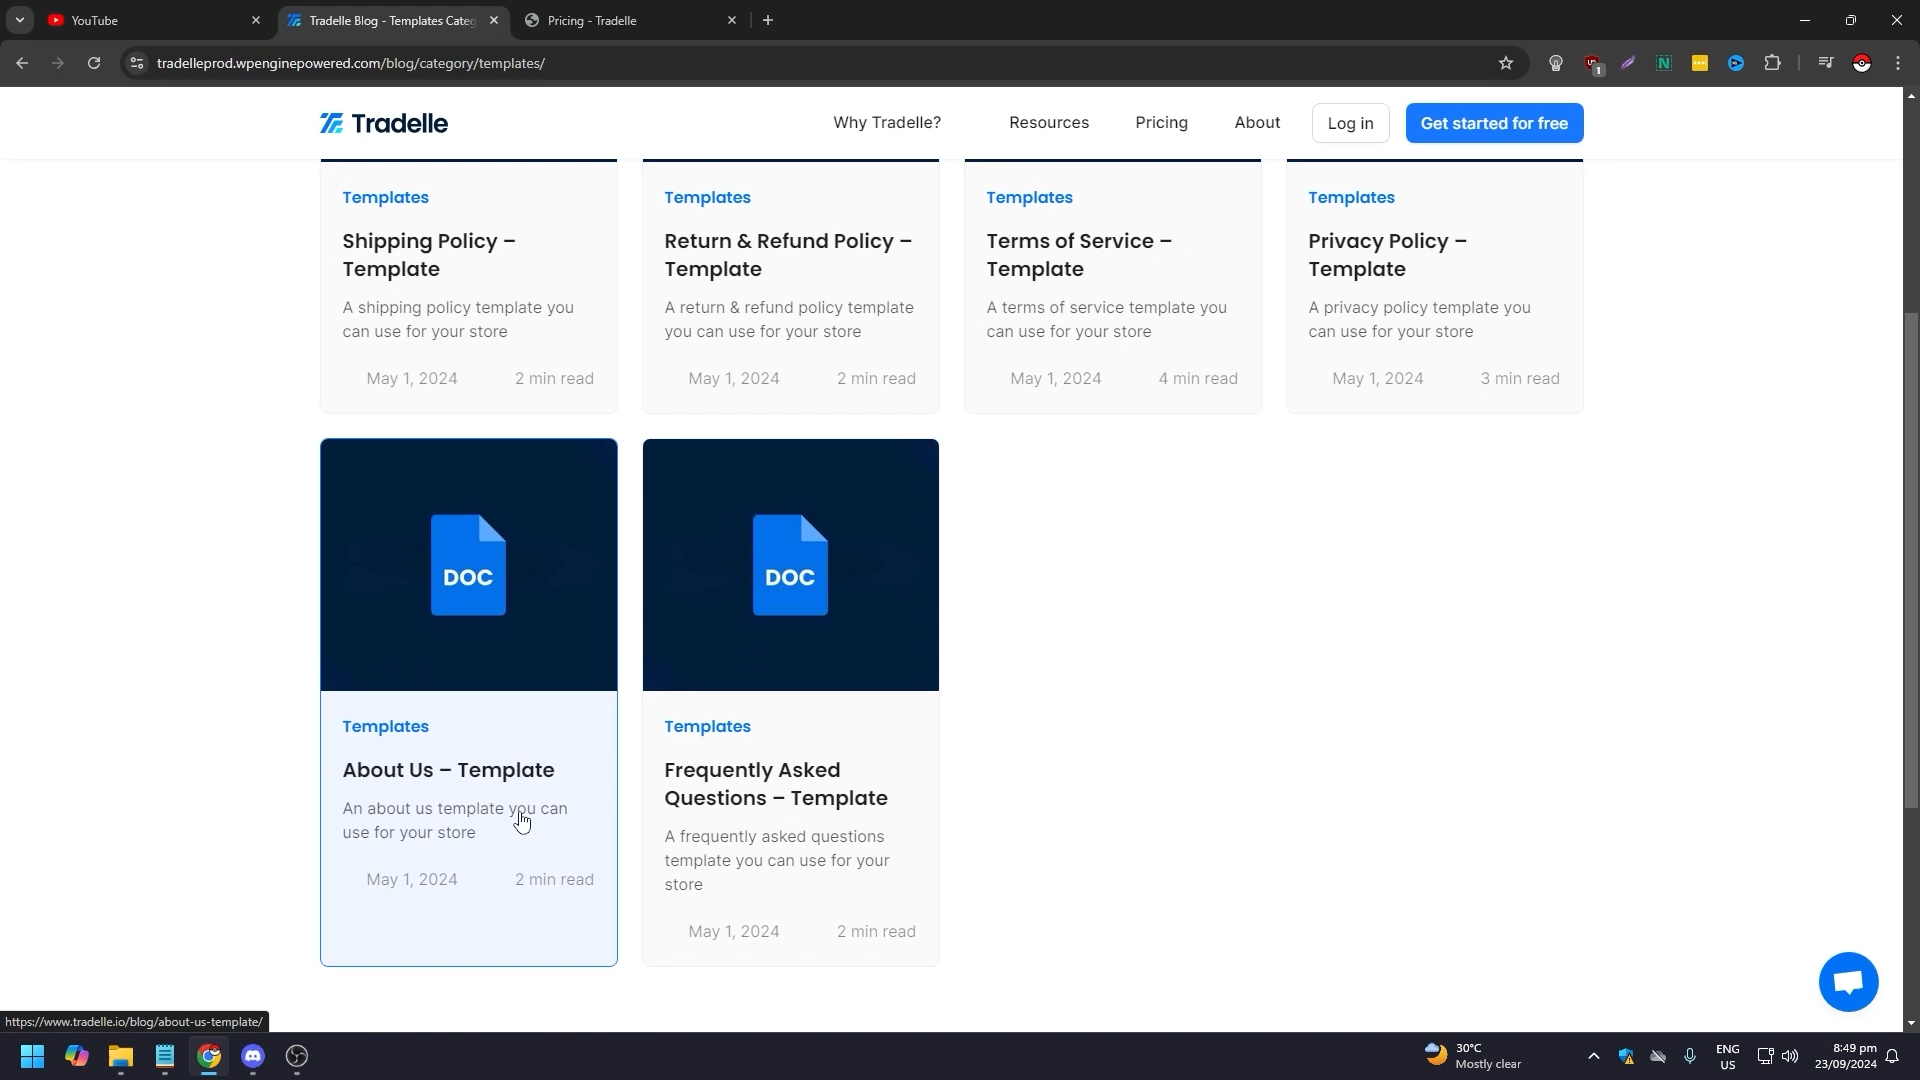 YouTube
Tradelle Blog - Templates Categ
Pricing - Tradelle
tradelleprod.wpenginepowered.com/blog/category/templates/
1
N
Tradelle
Why Tradelle?
Resources
Pricing
About
Log in
Get started for free
Templates
Shipping Policy –
Template
A shipping policy template you
can use for your store
May 1, 2024
2 min read
Templates
Return & Refund Policy –
Template
A return & refund policy template
you can use for your store
May 1, 2024
2 min read
Templates
Terms of Service –
Template
A terms of service template you
can use for your store
May 1, 2024
4 min read
Templates
Privacy Policy –
Template
A privacy policy template you
can use for your store
May 1, 2024
3 min read
DOC
Templates
About Us – Template
An about us template you can
use for your store
May 1, 2024
2 min read
DOC
Templates
Frequently Asked
Questions – Template
A frequently asked questions
template you can use for your
store
May 1, 2024
2 min read
https://www.tradelle.io/blog/about-us-template/
30°C
Mostly clear
ENG
US
8:49 pm
23/09/2024